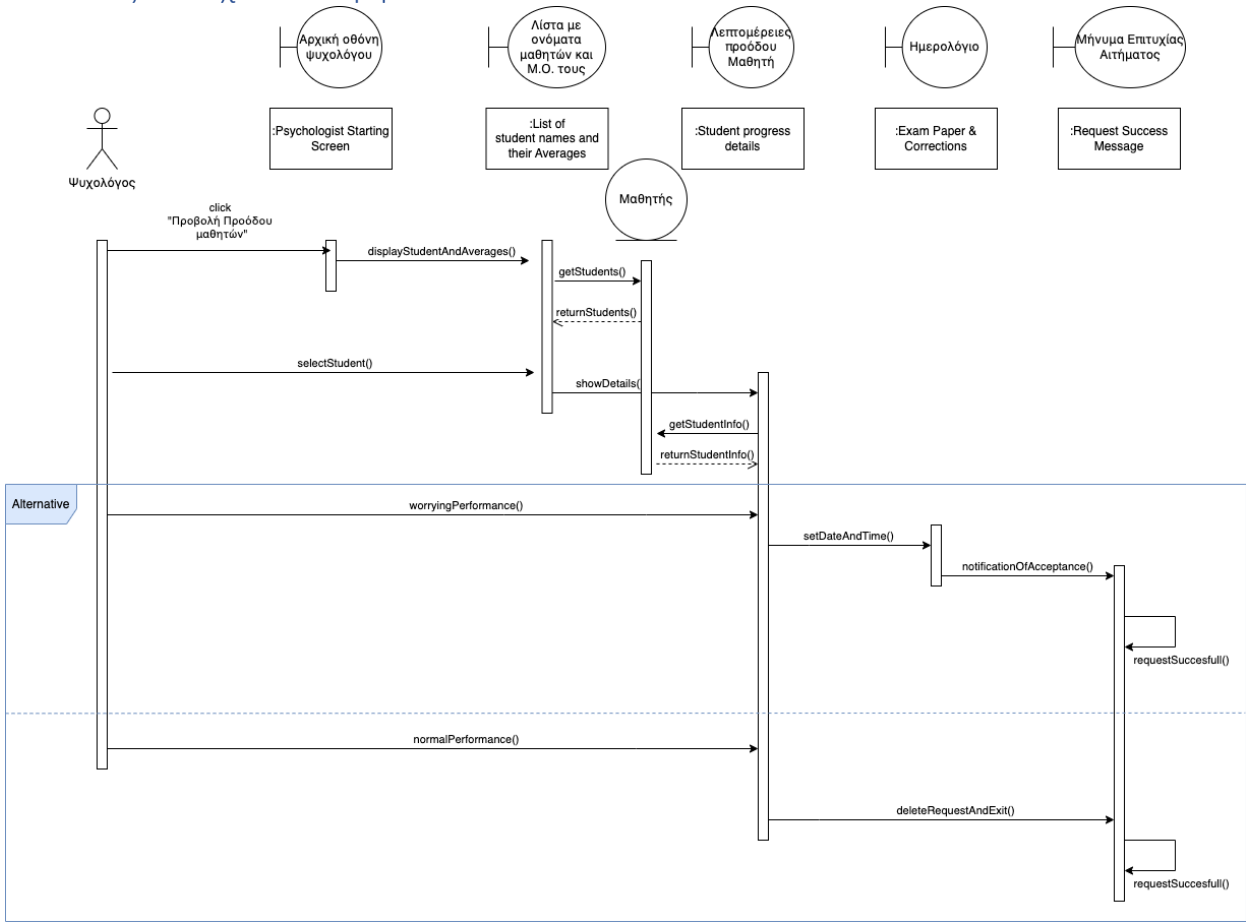 Αρχική οθόνη
ψυχολόγου
Λίστα με
ονόματα
μαθητών και
Μ.Ο. τους
Λεπτομέρειες
προόδου
Μαθητή
Ημερολόγιο
Μήνυμα Επιτυχίας
Αιτήματος
:Psychologist Starting
Screen
:List of
student names and
their Averages
:Student progress
details
:Exam Paper &
Corrections
:Request Success
Message
Ψυχολόγος
Μαθητής
click
"Προβολή Προόδου
μαθητών"
displayStudentAndAverages()
getStudents()
returnStudents()
selectStudent()
showDetails(
getStudentInfo()
returnStudentInfo()
Alternative
worryingPerformance()
setDateAndTime()
notificationOfAcceptance()
requestSuccesfull()
normalPerformance()
deleteRequestAndExit()
requestSuccesfull()